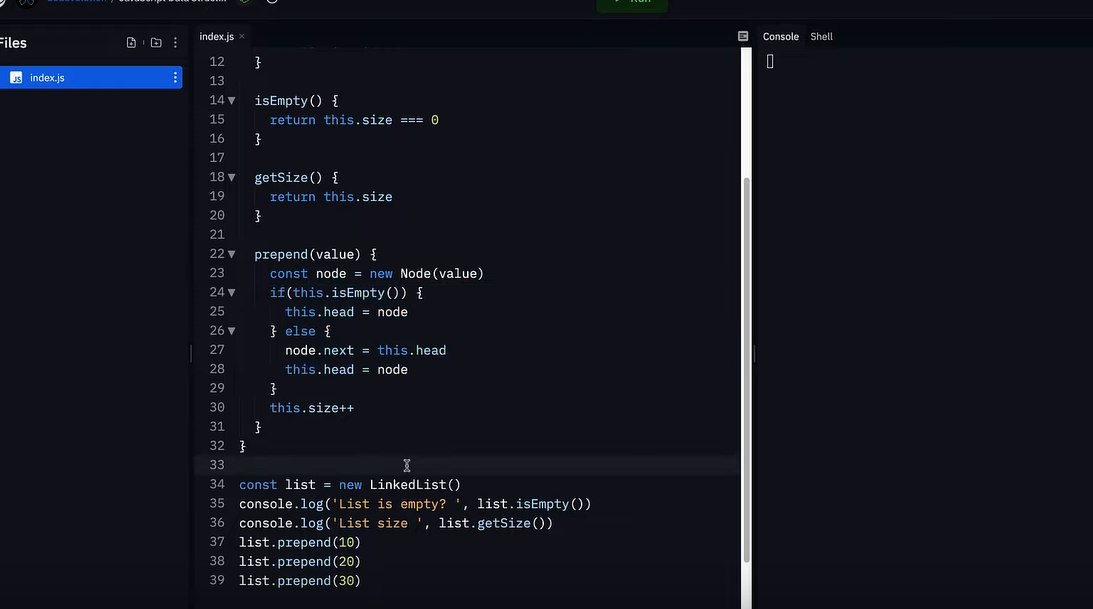 Files
index.js
index.js
Console
Shell
12 }
13
14 isEmpty() {
15 return this.size === 0
16 }
17
18 getSize() {
19 return this.size
20 }
21
22 prepend(value) {
23 const node = new Node(value)
24 if(this.isEmpty()) {
25 this.head = node
26 } else {
27 node.next = this.head
28 this.head = node
29 }
30 this.size++
31 }
32 }
33
34 const list = new LinkedList()
35 console.log('List is empty? ', list.isEmpty())
36 console.log('List size ', list.getSize())
37 list.prepend(10)
38 list.prepend(20)
39 list.prepend(30)